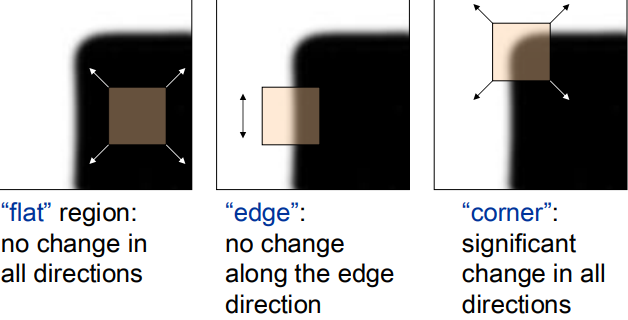 “flat” region:
no change in
all directions
“edge”:
no change
along the edge
direction
“corner”:
significant
change in all
directions